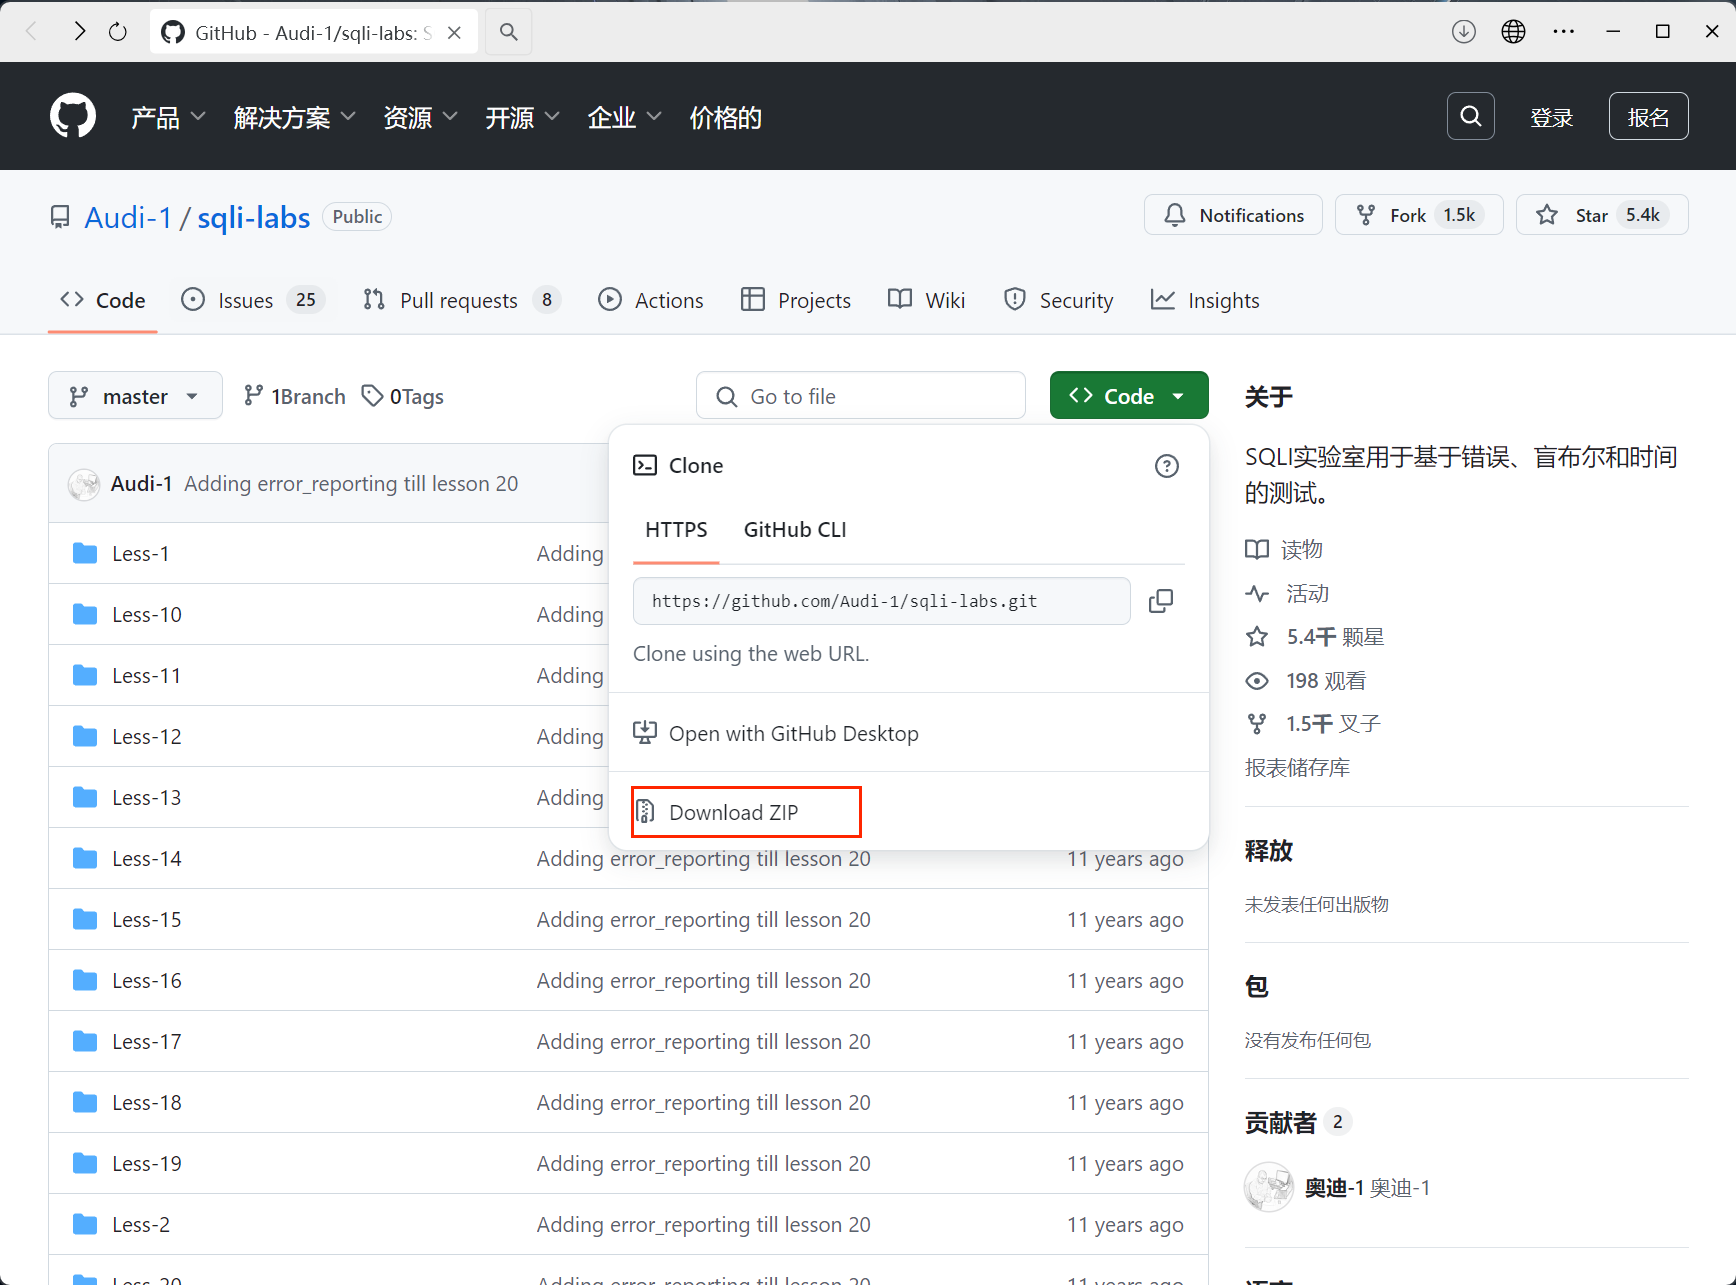 GitHub - Audi-1/sqli-labs: S
产品 解决方案 资源 开源 企业 价格的 登录 报名
Audi-1 / sqli-labs Public Notifications Fork 1.5k Star 5.4k
Code Issues 25 Pull requests 8 Actions Projects Wiki Security Insights
master 1Branch 0Tags Go to file Code
Clone
HTTPS GitHub CLI
https://github.com/Audi-1/sqli-labs.git
Clone using the web URL.
Open with GitHub Desktop
Download ZIP
Audi-1 Adding error_reporting till lesson 20
Less-1 Adding
Less-10 Adding
Less-11 Adding
Less-12 Adding
Less-13 Adding
Less-14 Adding error_reporting till lesson 20 11 years ago
Less-15 Adding error_reporting till lesson 20 11 years ago
Less-16 Adding error_reporting till lesson 20 11 years ago
Less-17 Adding error_reporting till lesson 20 11 years ago
Less-18 Adding error_reporting till lesson 20 11 years ago
Less-19 Adding error_reporting till lesson 20 11 years ago
Less-2 Adding error_reporting till lesson 20 11 years ago
Less-20 Adding error_reporting till lesson 20 11 years ago
关于
SQLI实验室用于基于错误、盲布尔和时间
的测试。
读物
活动
5.4千 颗星
198 观看
1.5千 叉子
报表储存库
释放
未发表任何出版物
包
没有发布任何包
贡献者 2
奥迪-1 奥迪-1